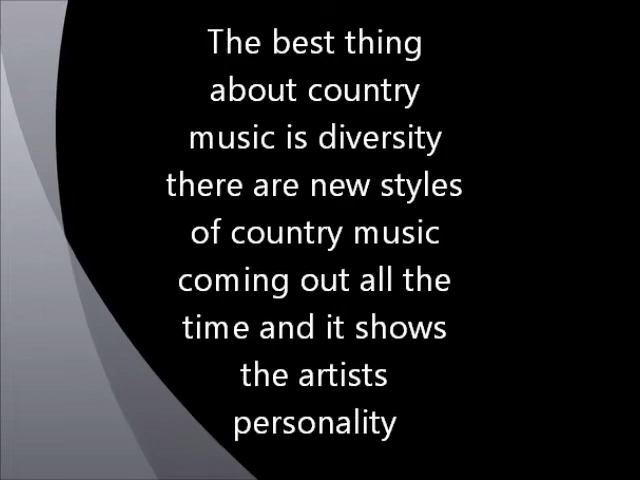 The best thing
about country
music is diversity
there are new styles
of country music
coming out all the
time and it shows
the artists
personality